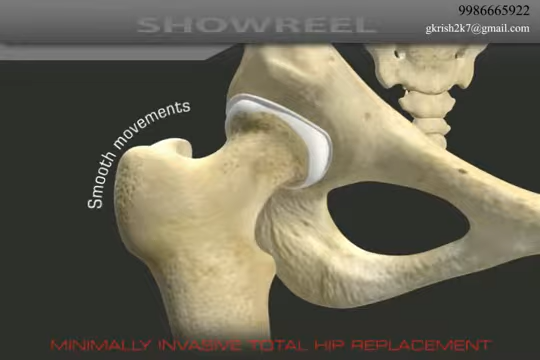 SHOWREEL
9986665922
gkrish2k7@gmail.com
Smooth movements
MINIMALLY INVASIVE TOTAL HIP REPLACEMENT